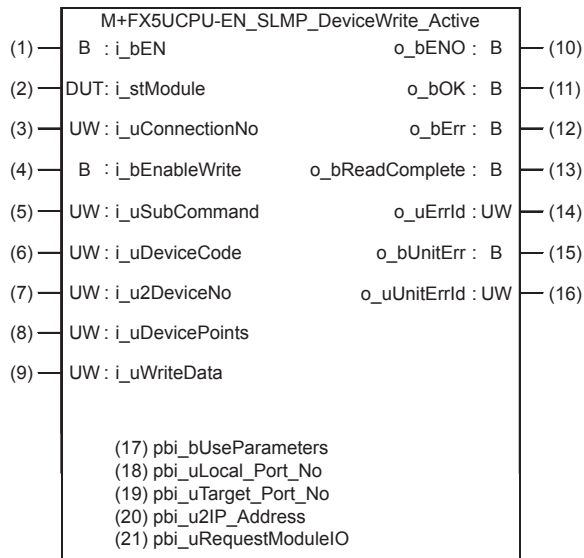 M+FX5UCPU-EN_SLMP_DeviceWrite_Active
(1) B : i_bEN o_bENO : B (10)
(2) DUT: i_stModule o_bOK : B (11)
(3) UW : i_uConnectionNo o_bErr : B (12)
(4) B : i_bEnableWrite o_bReadComplete : B (13)
(5) UW : i_uSubCommand o_uErrId : UW (14)
(6) UW : i_uDeviceCode o_bUnitErr : B (15)
(7) UW : i_u2DeviceNo o_uUnitErrId : UW (16)
(8) UW : i_uDevicePoints
(9) UW : i_uWriteData
(17) pbi_bUseParameters
(18) pbi_uLocal_Port_No
(19) pbi_uTarget_Port_No
(20) pbi_u2IP_Address
(21) pbi_uRequestModuleIO